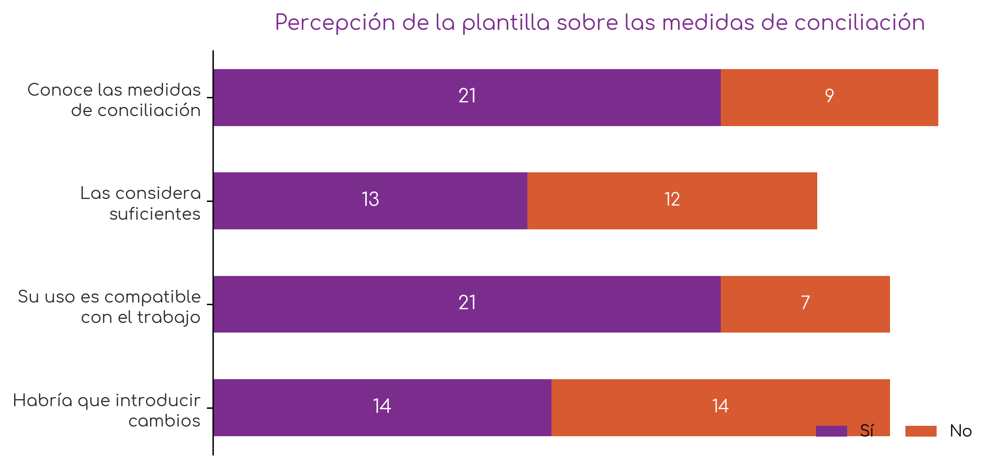 Percepción de la plantilla sobre las medidas de conciliación
Conoce las medidas
de conciliación
21
9
Las considera
suficientes
13
12
Su uso es compatible
con el trabajo
21
7
Habría que introducir
cambios
14
14
Sí
No